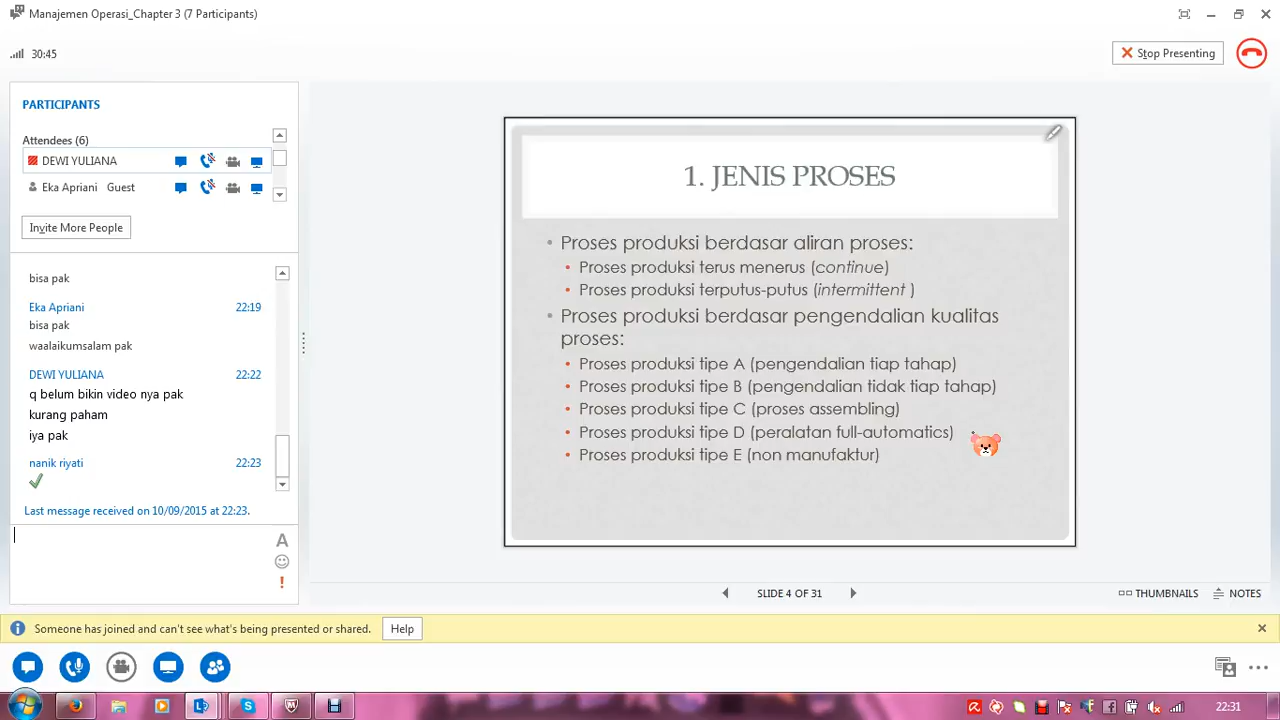 Manajemen Operasi_Chapter 3 (7 Participants)
30:45
Stop Presenting
PARTICIPANTS
Attendees (6)
DEWI YULIANA
Eka Apriani Guest
Invite More People
bisa pak
Eka Apriani 22:19
bisa pak
waalaikumsalam pak
DEWI YULIANA 22:22
q belum bikin video nya pak
kurang paham
iya pak
nanik riyati 22:23
Last message received on 10/09/2015 at 22:23.
A
!
1. JENIS PROSES
• Proses produksi berdasar aliran proses:
• Proses produksi terus menerus (continue)
• Proses produksi terputus-putus (intermittent )
• Proses produksi berdasar pengendalian kualitas
proses:
• Proses produksi tipe A (pengendalian tiap tahap)
• Proses produksi tipe B (pengendalian tidak tiap tahap)
• Proses produksi tipe C (proses assembling)
• Proses produksi tipe D (peralatan full-automatics)
• Proses produksi tipe E (non manufaktur)
SLIDE 4 OF 31
THUMBNAILS
NOTES
Someone has joined and can't see what's being presented or shared.
Help
22:31